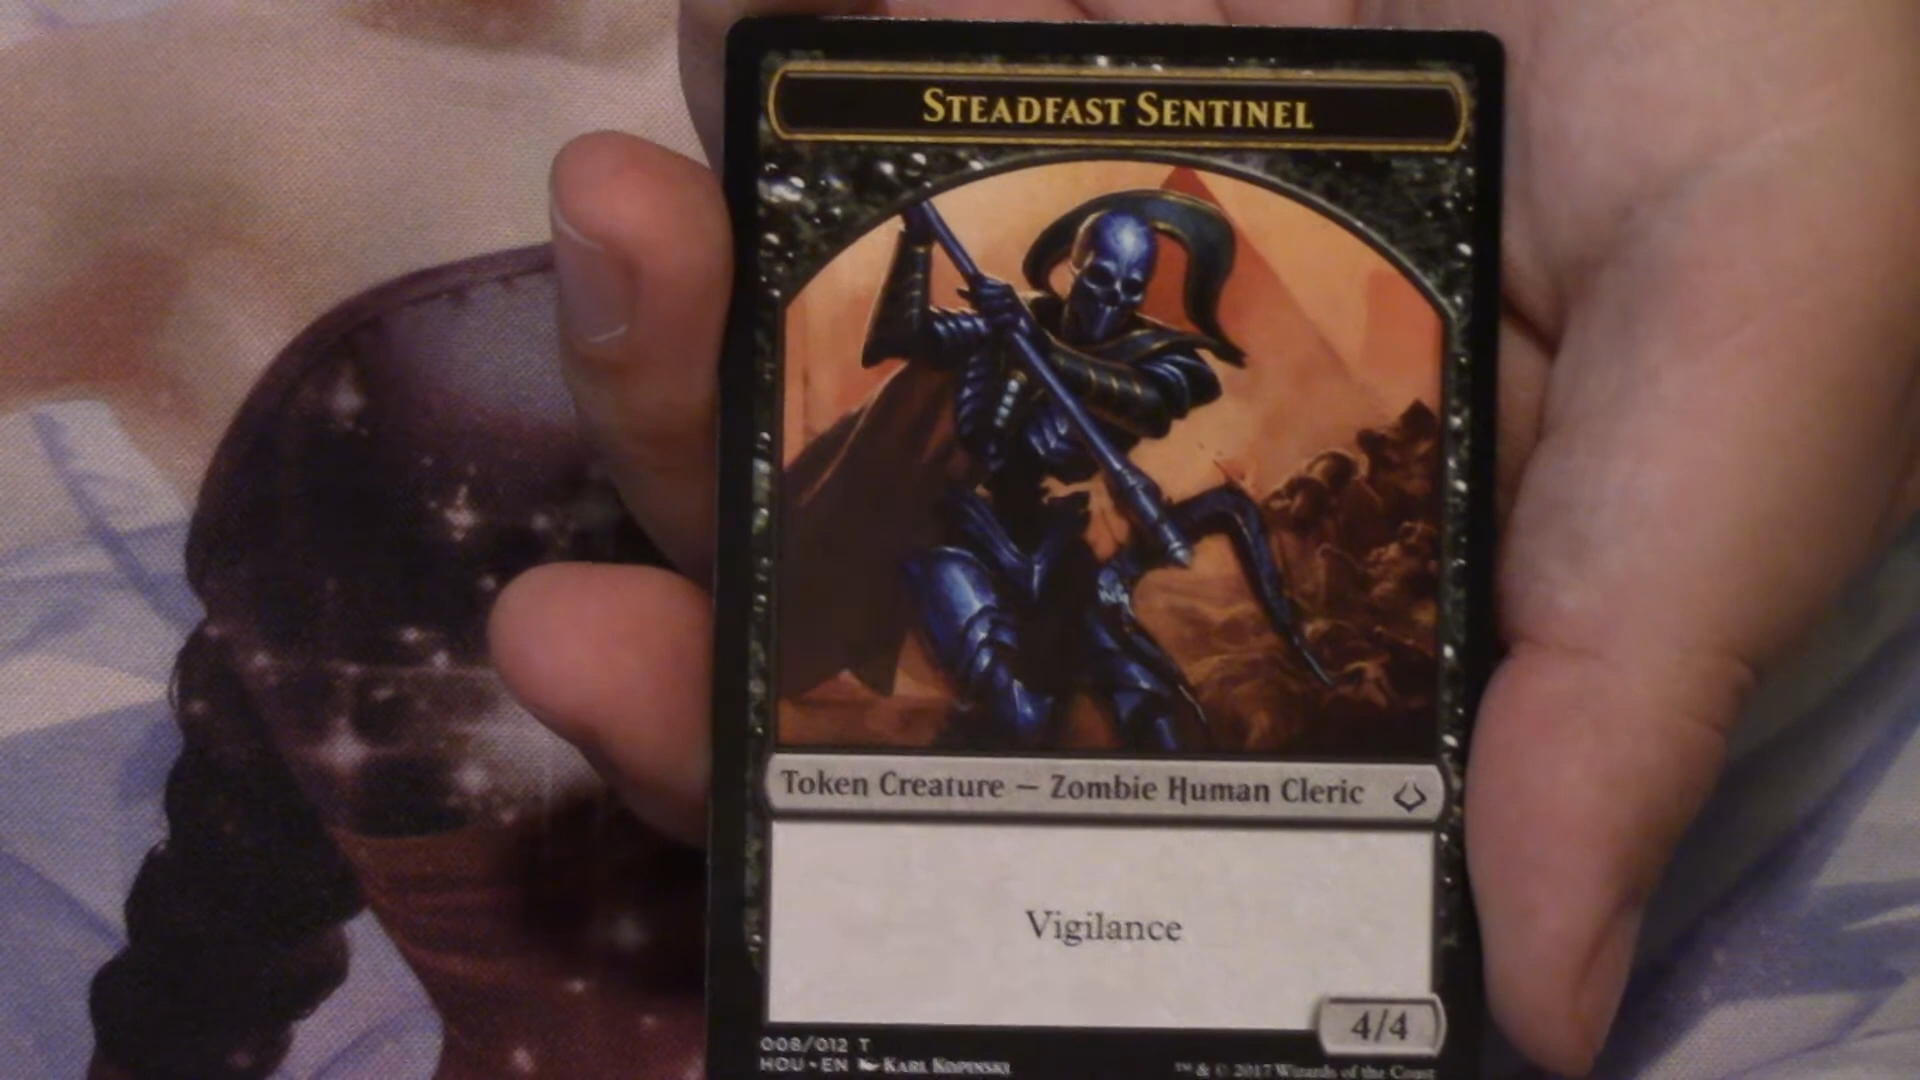 STEADFAST SENTINEL
Token Creature — Zombie Human Cleric
Vigilance
4/4
008/012 T
HOU • EN KARL KOPINSKI
™ & © 2017 Wizards of the Coast